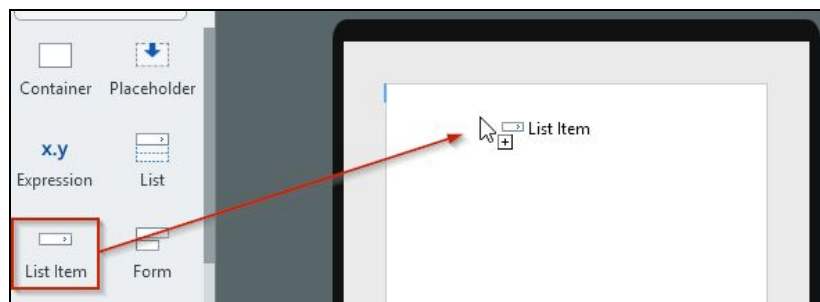 Container Placeholder
x.y
Expression List
List Item Form
List Item